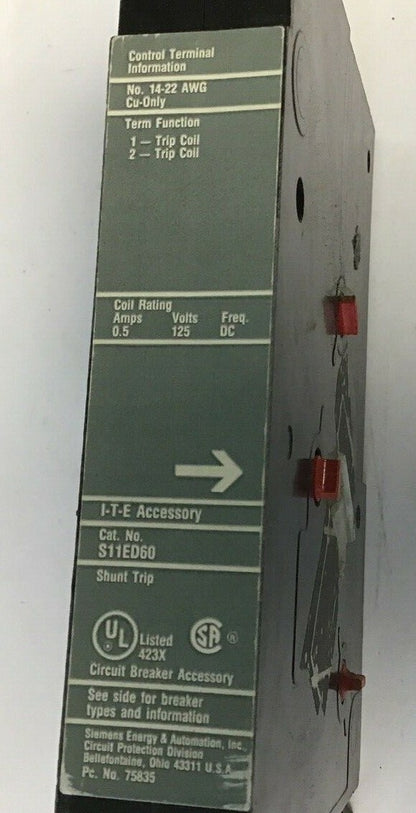 Control Terminal
Information
No. 14-22 AWG
Cu-Only
Term Function
1 — Trip Coil
2 — Trip Coil
Coil Rating
Amps Volts Freq.
0.5 125 DC
I-T-E Accessory
Cat. No.
S11ED60
Shunt Trip
UL Listed
423X
SA ®
Circuit Breaker Accessory
See side for breaker
types and information
Siemens Energy & Automation, Inc.
Circuit Protection Division
Bellefontaine, Ohio 43311 U.S.A.
Pc. No. 75835